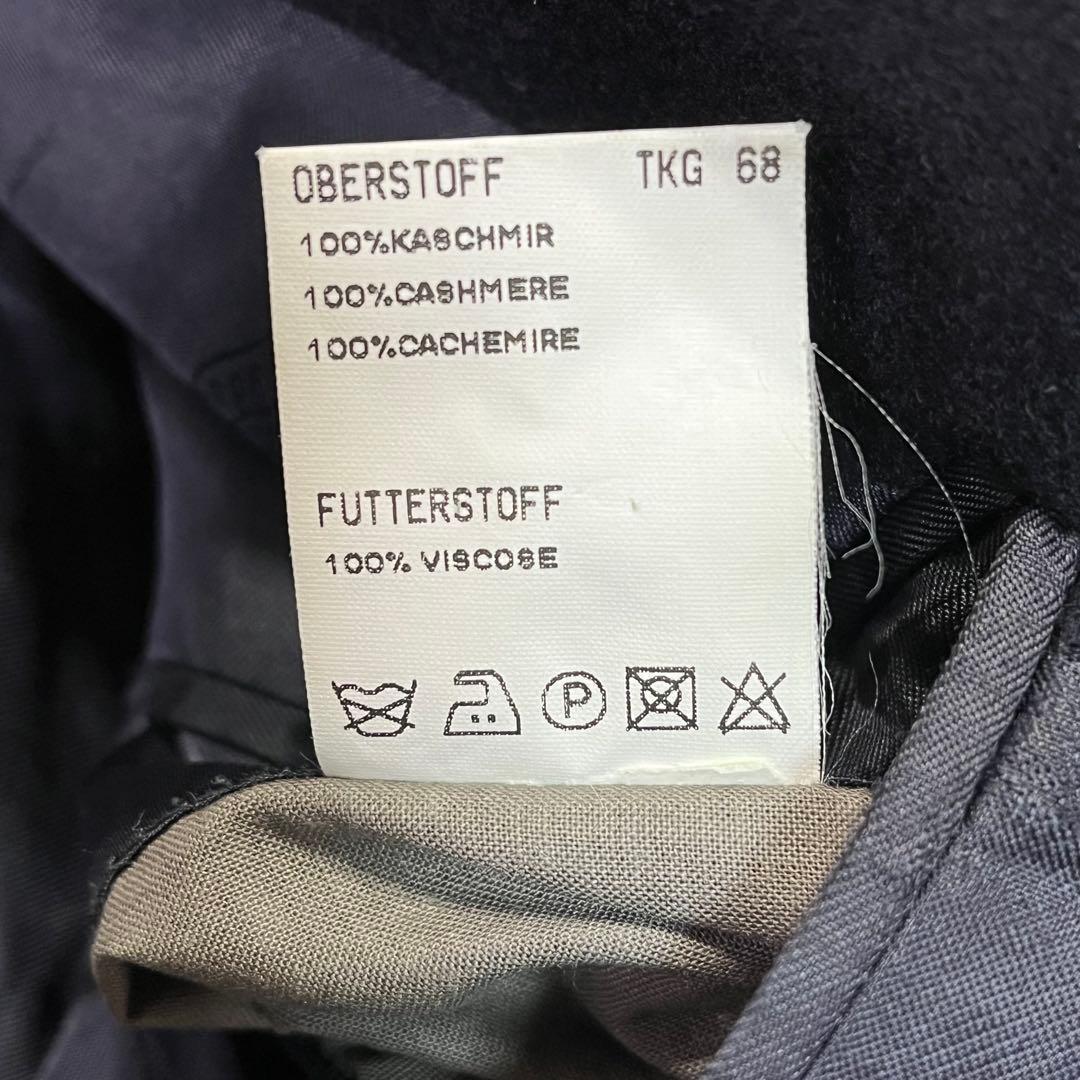 OBERSTOFF TKG 68
100%KASCHMIR
100%CASHMERE
100%CACHEMIRE
FUTTERSTOFF
100% VISCOSE
P